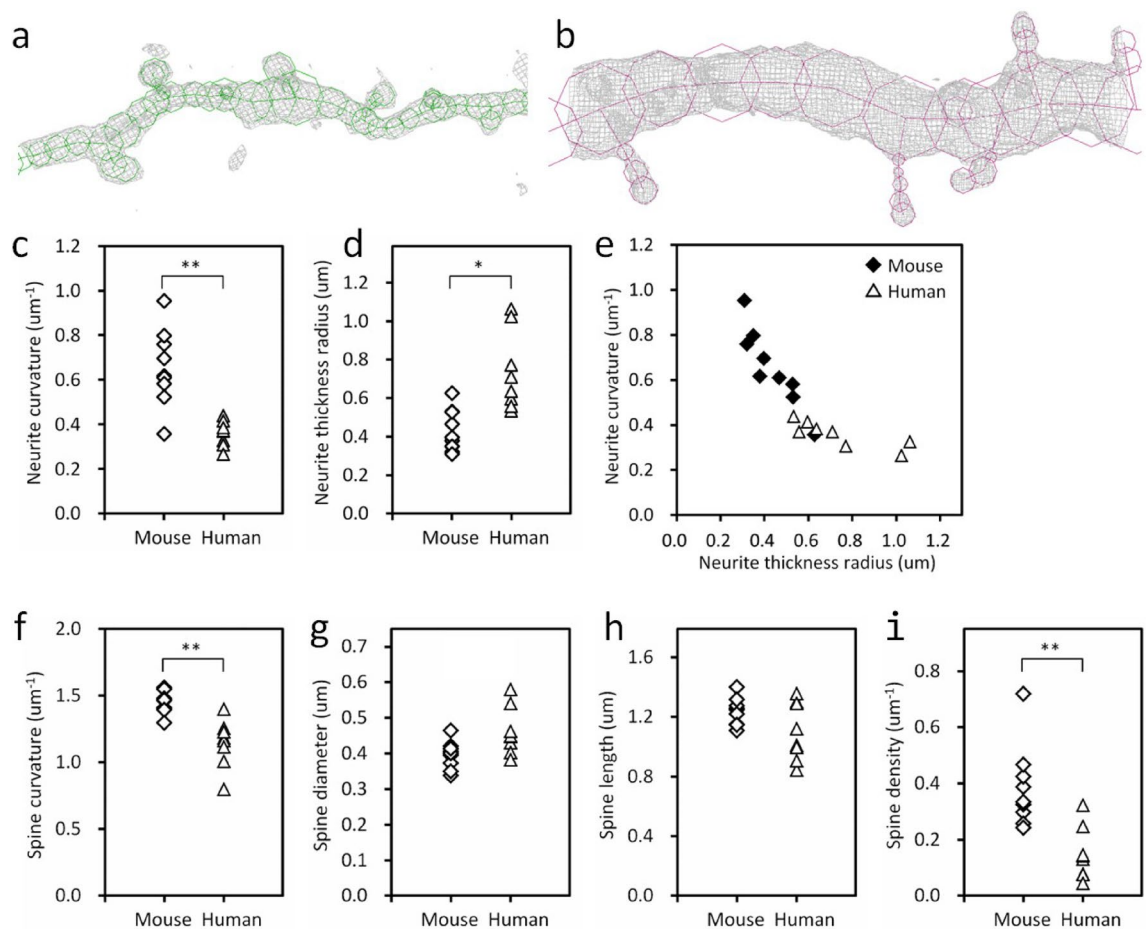 a
b
c
Neurite curvature (um-1)
1.2
1.0
0.8
0.6
0.4
0.2
0.0
**
Mouse Human
d
Neurite thickness radius (um)
1.2
1.0
0.8
0.6
0.4
0.2
0.0
*
Mouse Human
e
Neurite curvature (um-1)
1.2
1.0
0.8
0.6
0.4
0.2
0.0
Mouse
Human
0.0 0.2 0.4 0.6 0.8 1.0 1.2
Neurite thickness radius (um)
f
Spine curvature (um-1)
2.0
1.5
1.0
0.5
0.0
**
Mouse Human
g
Spine diameter (um)
0.7
0.6
0.5
0.4
0.3
0.2
0.1
0.0
Mouse Human
h
Spine length (um)
1.6
1.2
0.8
0.4
0.0
Mouse Human
i
Spine density (um-1)
0.8
0.6
0.4
0.2
0.0
**
Mouse Human